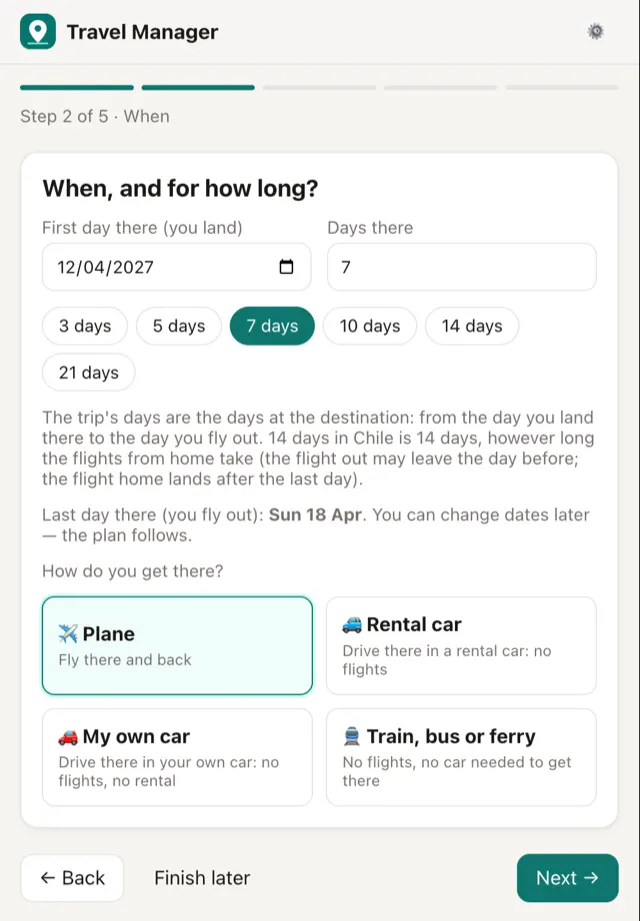 Travel Manager
Step 2 of 5 · When
When, and for how long?
First day there (you land)
Days there
12/04/2027
7
3 days
5 days
7 days
10 days
14 days
21 days
The trip's days are the days at the destination: from the day you land
there to the day you fly out. 14 days in Chile is 14 days, however long
the flights from home take (the flight out may leave the day before;
the flight home lands after the last day).
Last day there (you fly out): Sun 18 Apr. You can change dates later
— the plan follows.
How do you get there?
Plane
Fly there and back
Rental car
Drive there in a rental car: no
flights
My own car
Drive there in your own car: no
flights, no rental
Train, bus or ferry
No flights, no car needed to get
there
← Back
Finish later
Next →